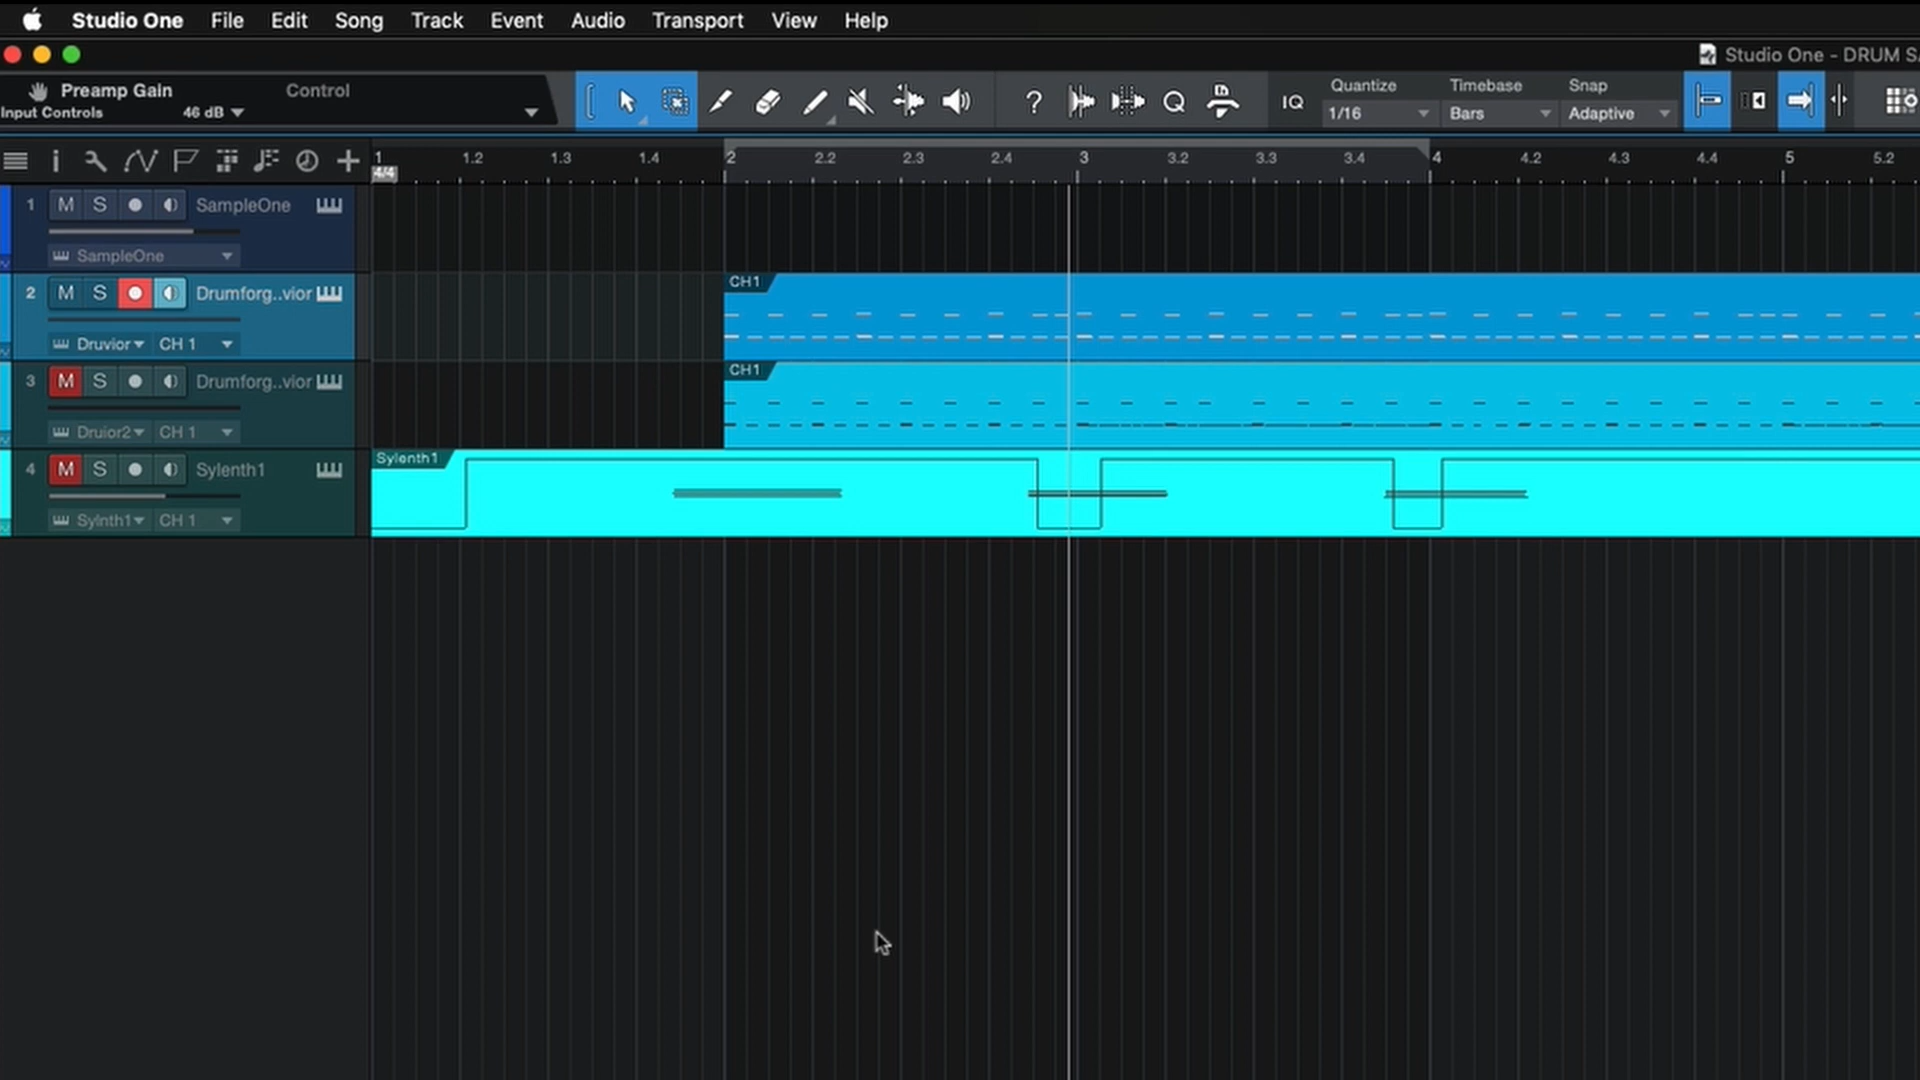 Studio One File Edit Song Track Event Audio Transport View Help
Studio One - DRUM S
Preamp Gain Control
Input Controls 46 dB
Quantize Timebase Snap
? Q IQ 1/16 Bars Adaptive
1 1.2 1.3 1.4 2 2.2 2.3 2.4 3 3.2 3.3 3.4 4 4.2 4.3 4.4 5 5.2
4/4
1 M S SampleOne
SampleOne
2 M S Drumforg..vior
CH1
Druvior CH 1
3 M S Drumforg..vior
CH1
Druior2 CH 1
4 M S Sylenth1
Sylenth1
Sylnth1 CH 1